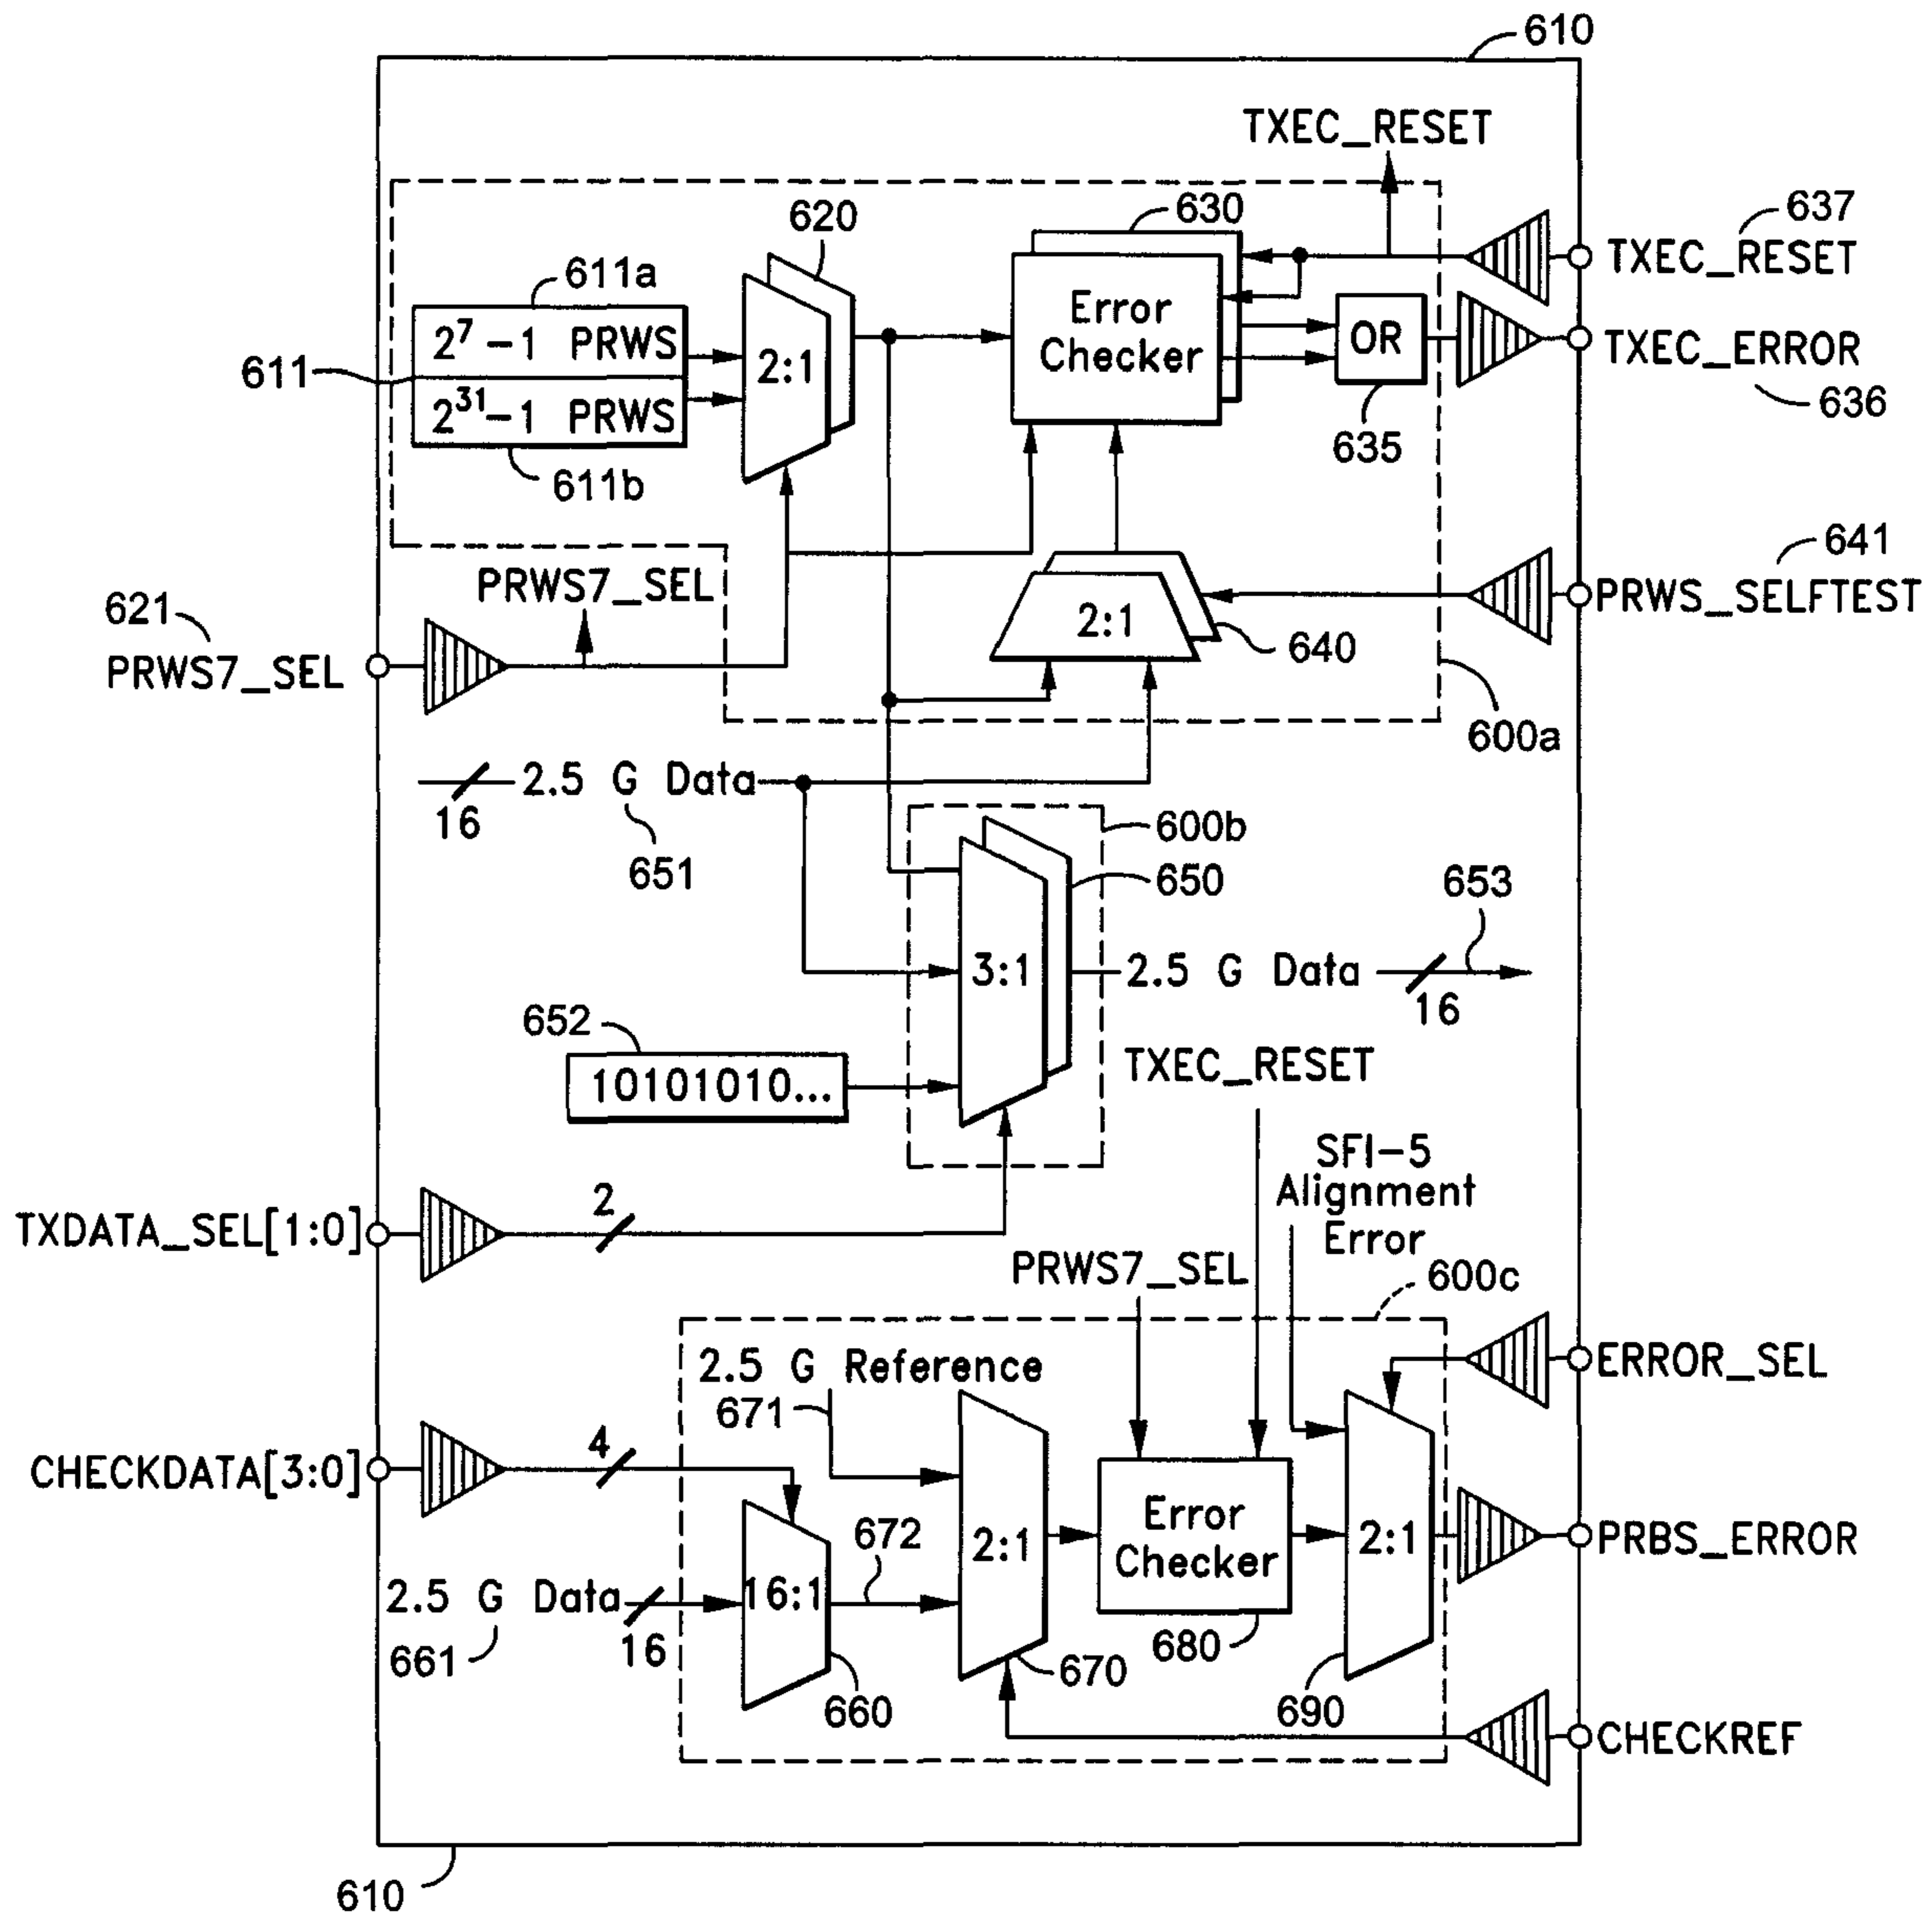 610
TXEC_RESET
620
630
637
TXEC_RESET
611a
2^7-1 PRWS
2:1
Error
Checker
OR
TXEC_ERROR
611
2^31-1 PRWS
636
635
611b
641
PRWS_SELFTEST
PRWS7_SEL
621
2:1
640
PRWS7_SEL
600a
2.5 G Data
16
600b
651
650
653
3:1
2.5 G Data
16
652
10101010...
TXEC_RESET
SFI-5
Alignment
Error
TXDATA_SEL[1:0]
2
PRWS7_SEL
600c
2.5 G Reference
ERROR_SEL
671
4
CHECKDATA[3:0]
672
2:1
Error
Checker
2:1
PRBS_ERROR
2.5 G Data
16:1
16
661
680
670
660
690
CHECKREF
610